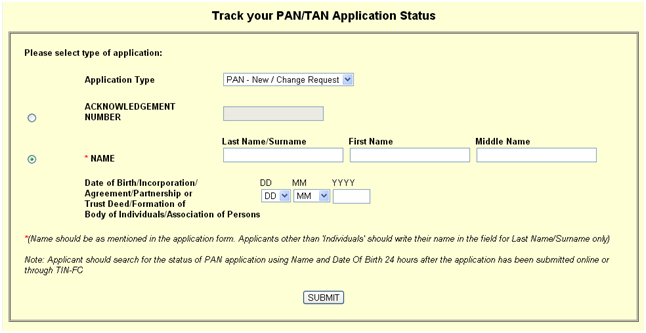 Track your PAN/TAN Application Status
Please select type of application:
Application Type PAN - New / Change Request
ACKNOWLEDGEMENT
NUMBER
Last Name/Surname First Name Middle Name
* NAME
Date of Birth/Incorporation/ DD MM YYYY
Agreement/Partnership or DD MM
Trust Deed/Formation of
Body of Individuals/Association of Persons
*(Name should be as mentioned in the application form. Applicants other than 'Individuals' should write their name in the field for Last Name/Surname only)
Note: Applicant should search for the status of PAN application using Name and Date Of Birth 24 hours after the application has been submitted online or
through TIN-FC
SUBMIT